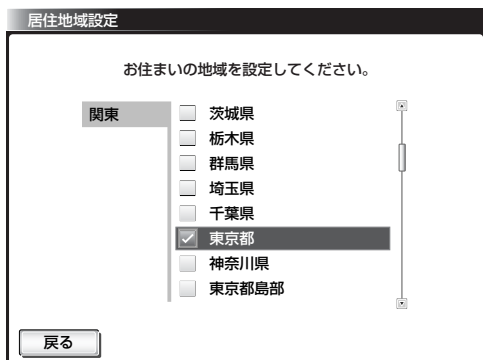 居住地域設定
お住まいの地域を設定してください。
関東
茨城県
栃木県
群馬県
埼玉県
千葉県
東京都
神奈川県
東京都島部
戻る